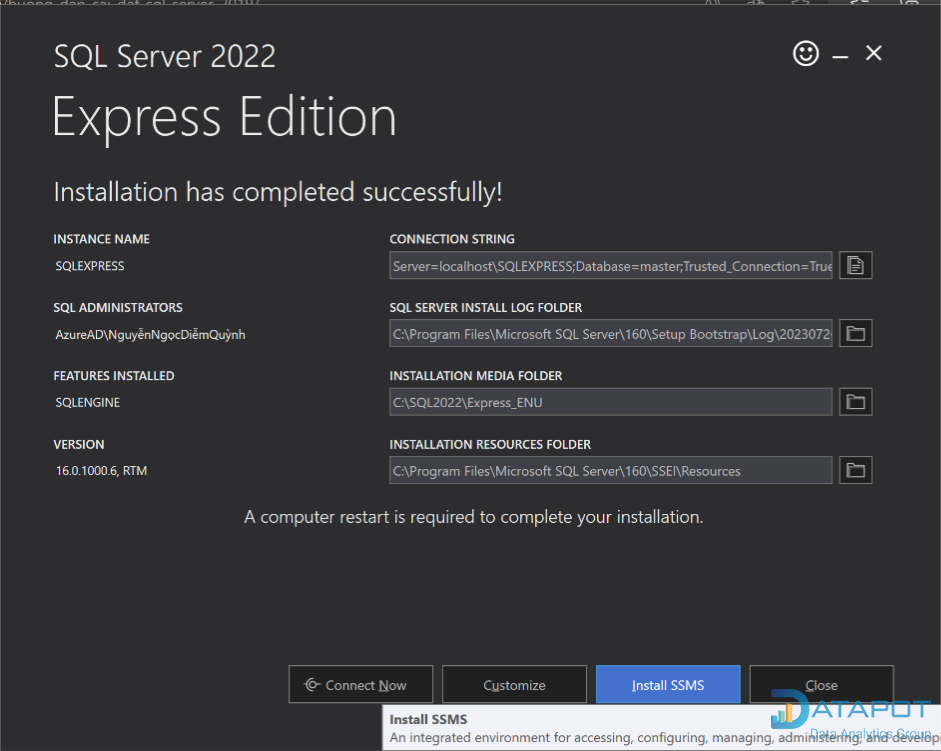 SQL Server 2022
Express Edition
Installation has completed successfully!
INSTANCE NAME
SQLEXPRESS
CONNECTION STRING
Server=localhost\SQLEXPRESS;Database=master;Trusted_Connection=True
SQL ADMINISTRATORS
AzureAD\NguyễnNgọcDiễmQuỳnh
SQL SERVER INSTALL LOG FOLDER
C:\Program Files\Microsoft SQL Server\160\Setup Bootstrap\Log\2023072
FEATURES INSTALLED
SQLENGINE
INSTALLATION MEDIA FOLDER
C:\SQL2022\Express_ENU
VERSION
16.0.1000.6, RTM
INSTALLATION RESOURCES FOLDER
C:\Program Files\Microsoft SQL Server\160\SSEI\Resources
A computer restart is required to complete your installation.
Connect Now
Customize
Install SSMS
Close
Install SSMS
An integrated environment for accessing, configuring, managing, administering, and develop
DATAPOT
Data Analytics Group